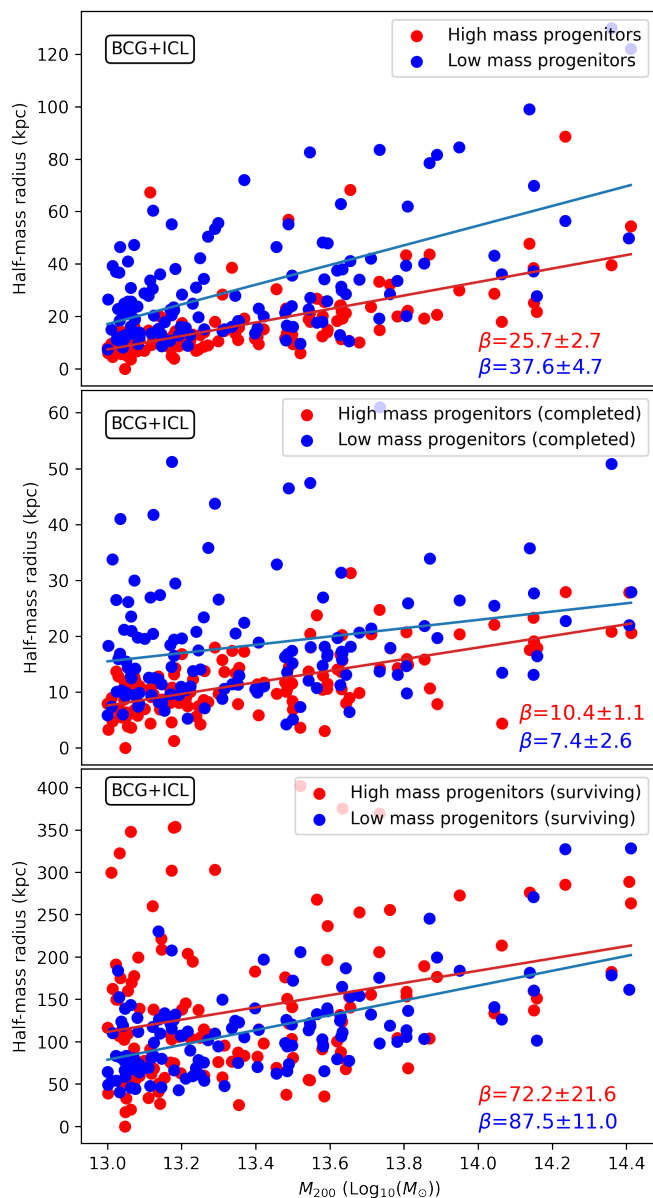 BCG+ICL
High mass progenitors
Low mass progenitors
120
100
80
60
40
20
0
Half-mass radius (kpc)
β=25.7±2.7
β=37.6±4.7
BCG+ICL
High mass progenitors (completed)
Low mass progenitors (completed)
60
50
40
30
20
10
0
Half-mass radius (kpc)
β=10.4±1.1
β=7.4±2.6
BCG+ICL
High mass progenitors (surviving)
Low mass progenitors (surviving)
400
350
300
250
200
150
100
50
0
Half-mass radius (kpc)
β=72.2±21.6
β=87.5±11.0
13.0 13.2 13.4 13.6 13.8 14.0 14.2 14.4
M₂₀₀ (Log₁₀(M☉))